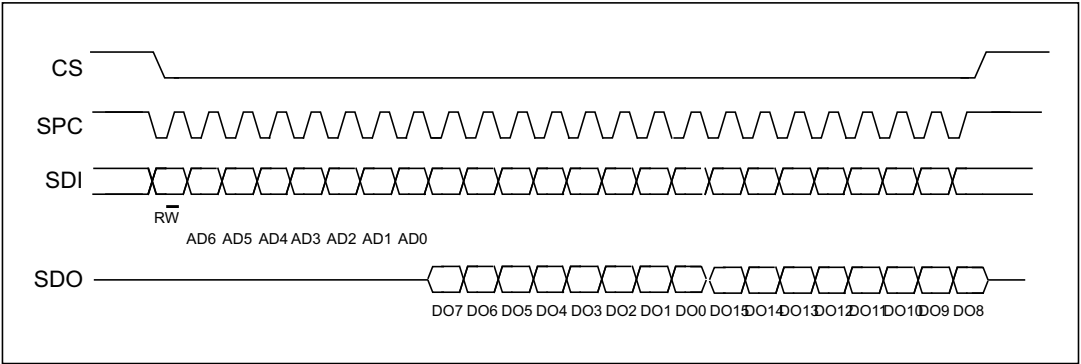 CS
SPC
SDI
RW
AD6 AD5 AD4 AD3 AD2 AD1 AD0
SDO
DO7 DO6 DO5 DO4 DO3 DO2 DO1 DO0 DO15 DO14 DO13 DO12 DO11 DO10 DO9 DO8